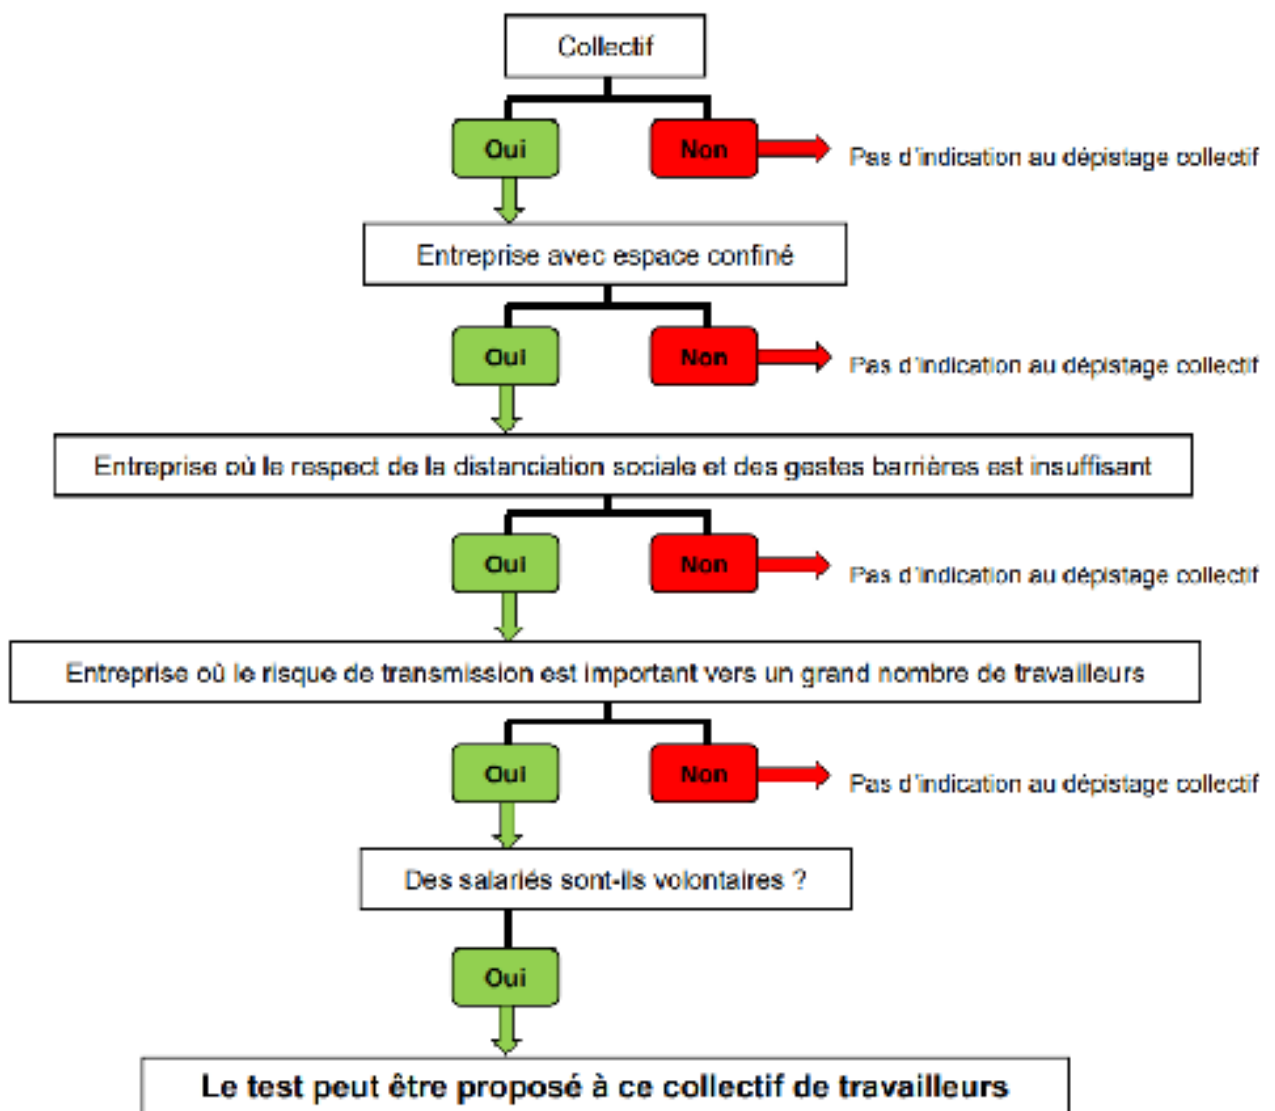 Collectif
Oui
Non
Pas d'indication au dépistage collectif
Entreprise avec espace confiné
Oui
Non
Pas d'indication au dépistage collectif
Entreprise où le respect de la distanciation sociale et des gestes barrières est insuffisant
Oui
Non
Pas d'indication au dépistage collectif
Entreprise où le risque de transmission est important vers un grand nombre de travailleurs
Oui
Non
Pas d'indication au dépistage collectif
Des salariés sont-ils volontaires ?
Oui
Le test peut être proposé à ce collectif de travailleurs